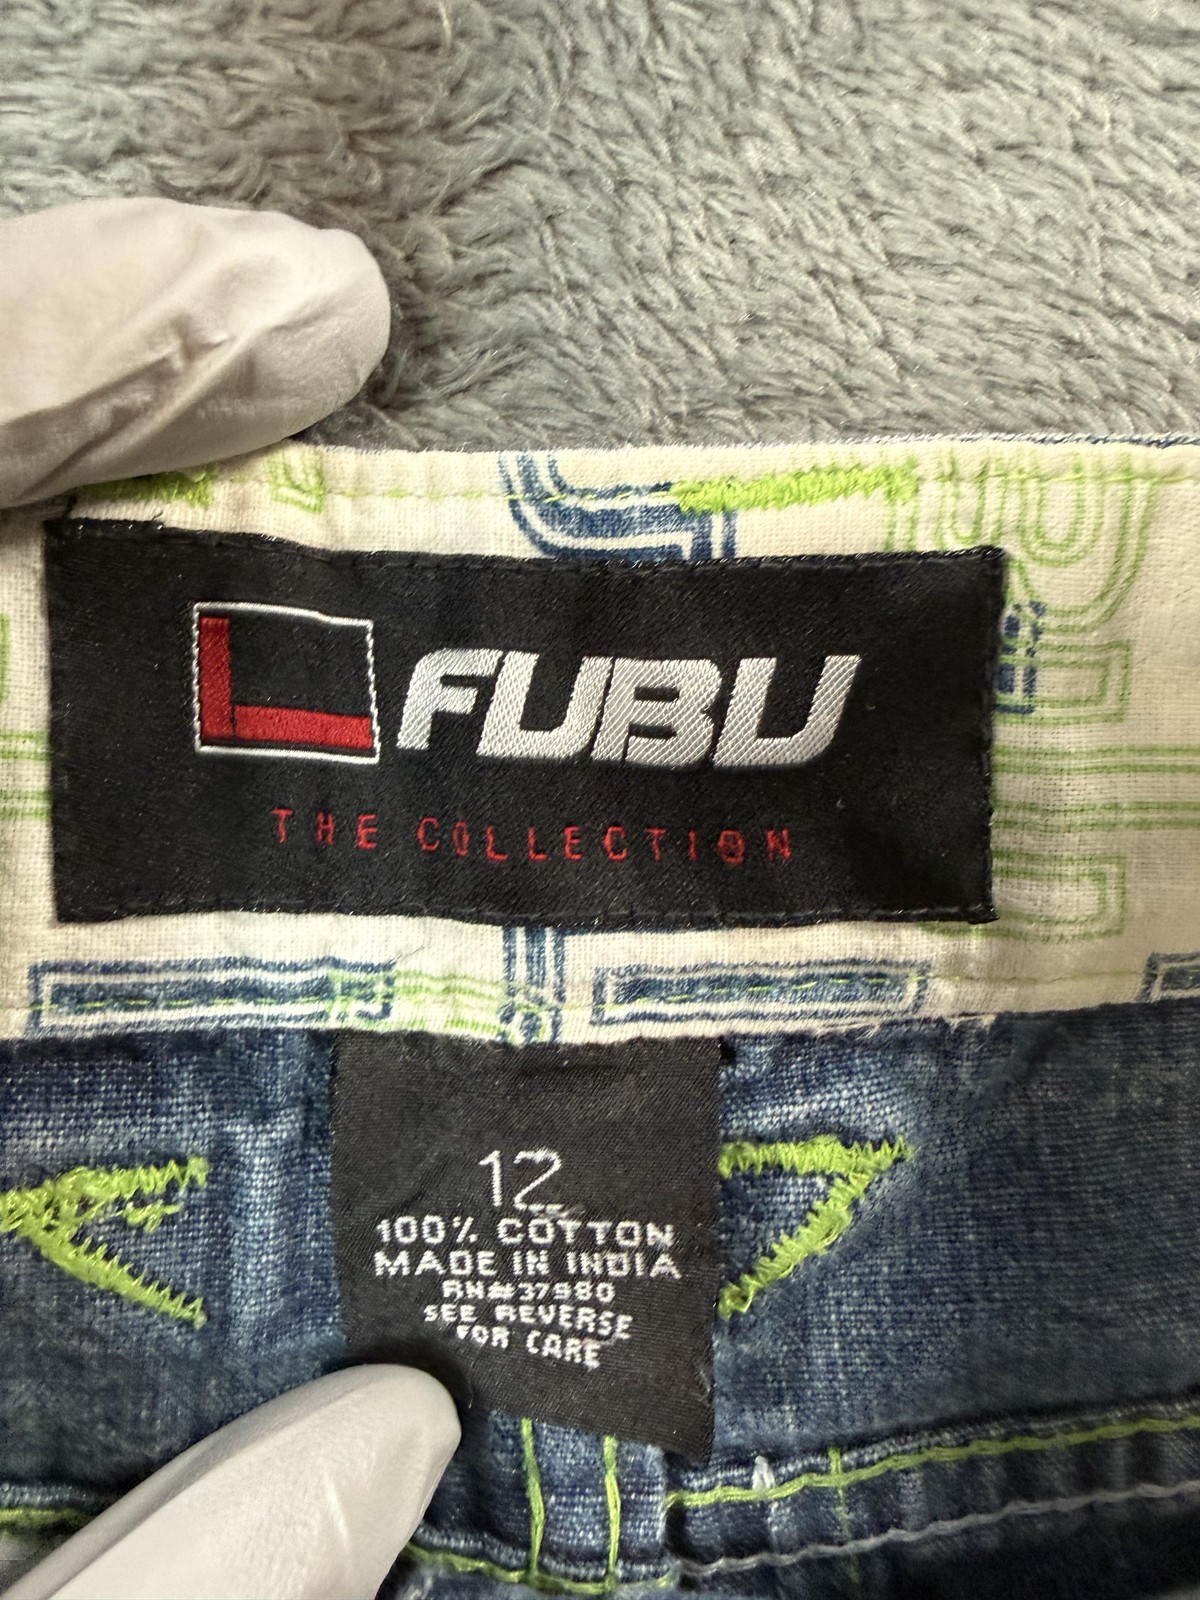 FUBU
THE COLLECTION
12
100% COTTON
MADE IN INDIA
RN#37980
SEE REVERSE
FOR CARE